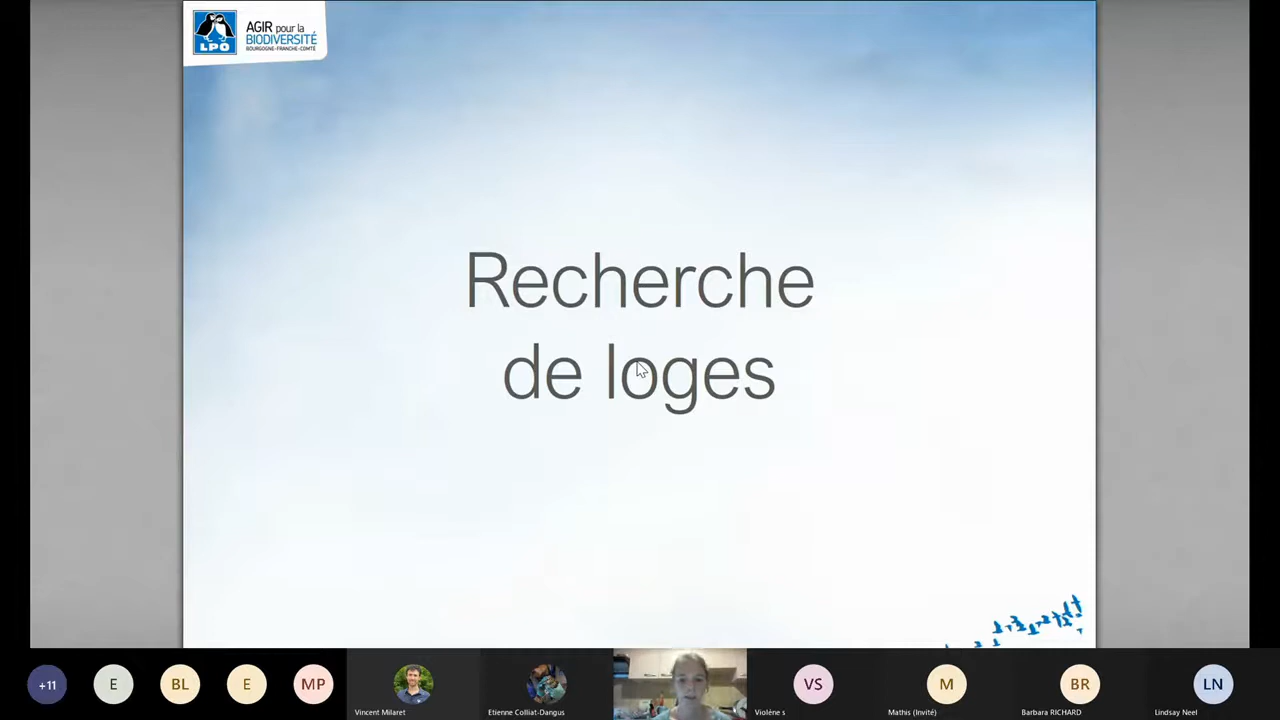 AGIR pour la
BIODIVERSITÉ
BOURGOGNE-FRANCHE-COMTÉ
LPO
Recherche
de loges
+11
E
BL
E
MP
VS
M
BR
LN
Vincent Milaret
Etienne Colliat-Dangus
Violène s
Mathis (Invité)
Barbara RICHARD
Lindsay Neel